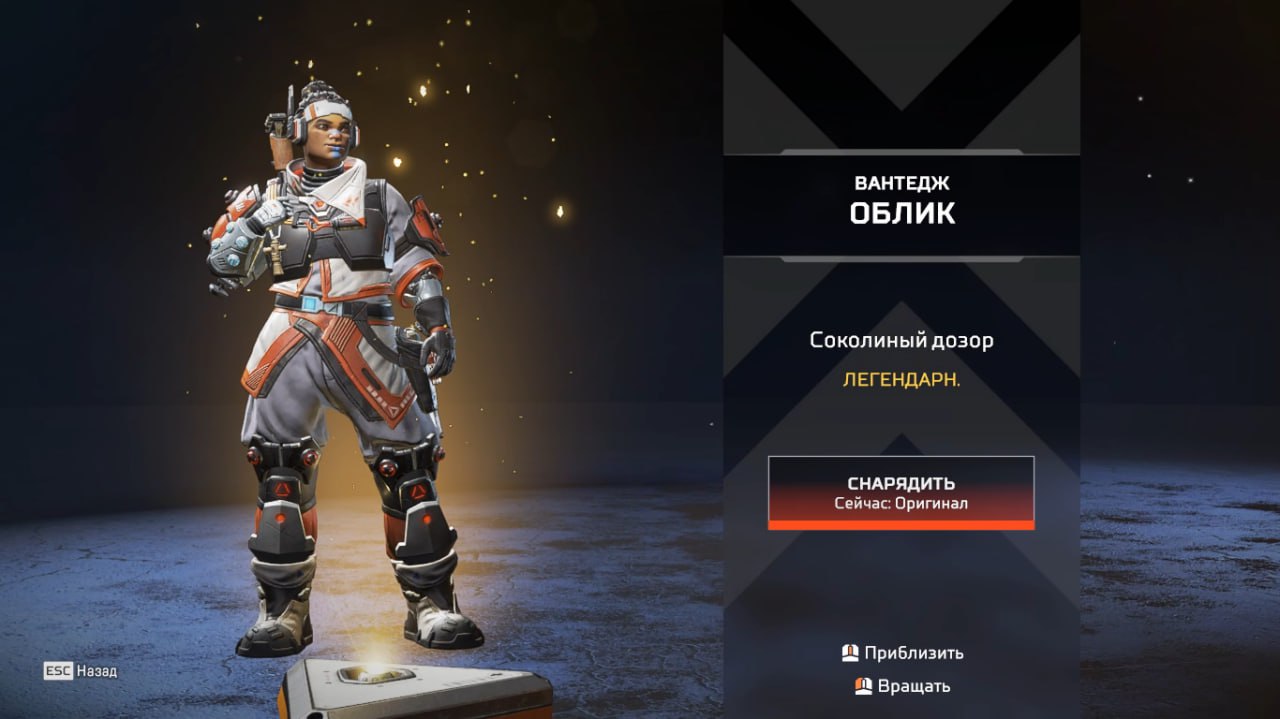 ВАНТЕДЖ
ОБЛИК
Соколиный дозор
ЛЕГЕНДАРН.
СНАРЯДИТЬ
Сейчас: Оригинал
Приблизить
ESC Назад
Вращать